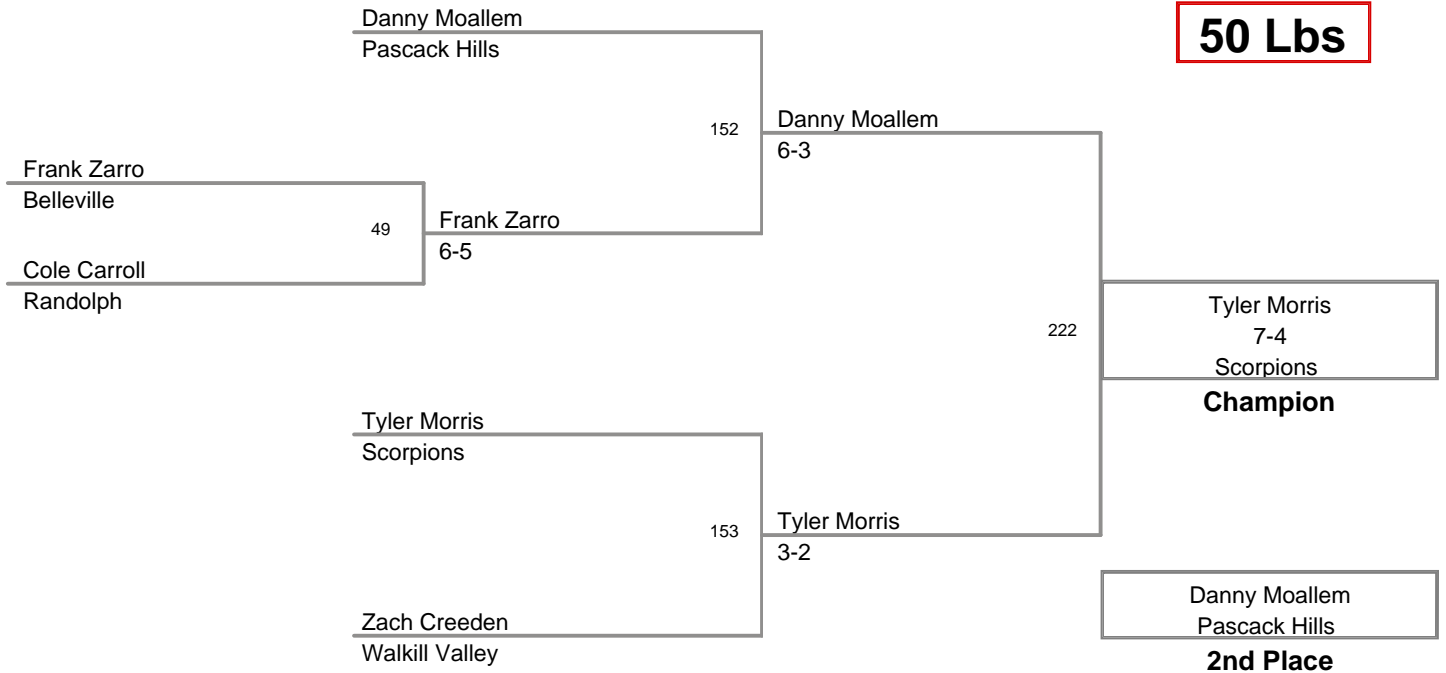 Danny Moallem
Pascack Hills
50 Lbs
152
Danny Moallem
6-3
Frank Zarro
Belleville
49
Frank Zarro
6-5
Cole Carroll
Randolph
222
Tyler Morris
7-4
Scorpions
Champion
Tyler Morris
Scorpions
153
Tyler Morris
3-2
Zach Creeden
Walkill Valley
Danny Moallem
Pascack Hills
2nd Place